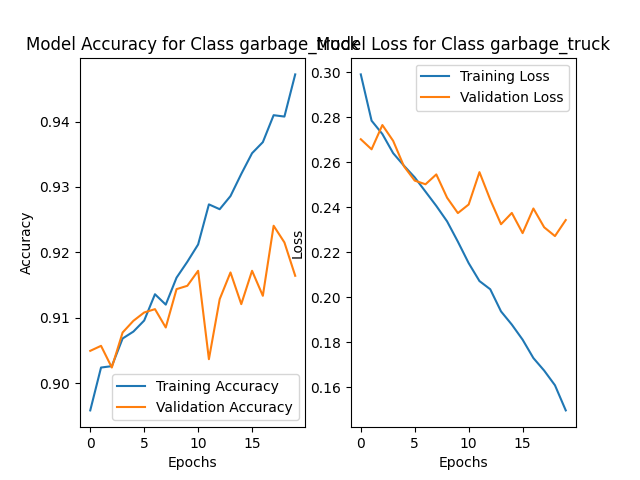 Model Accuracy for Class garbage_truck
0.94
0.93
0.92
0.91
0.90
Accuracy
0 5 10 15
Epochs
Training Accuracy
Validation Accuracy
Model Loss for Class garbage_truck
0.30
0.28
0.26
0.24
0.22
0.20
0.18
0.16
Loss
0 5 10 15
Epochs
Training Loss
Validation Loss